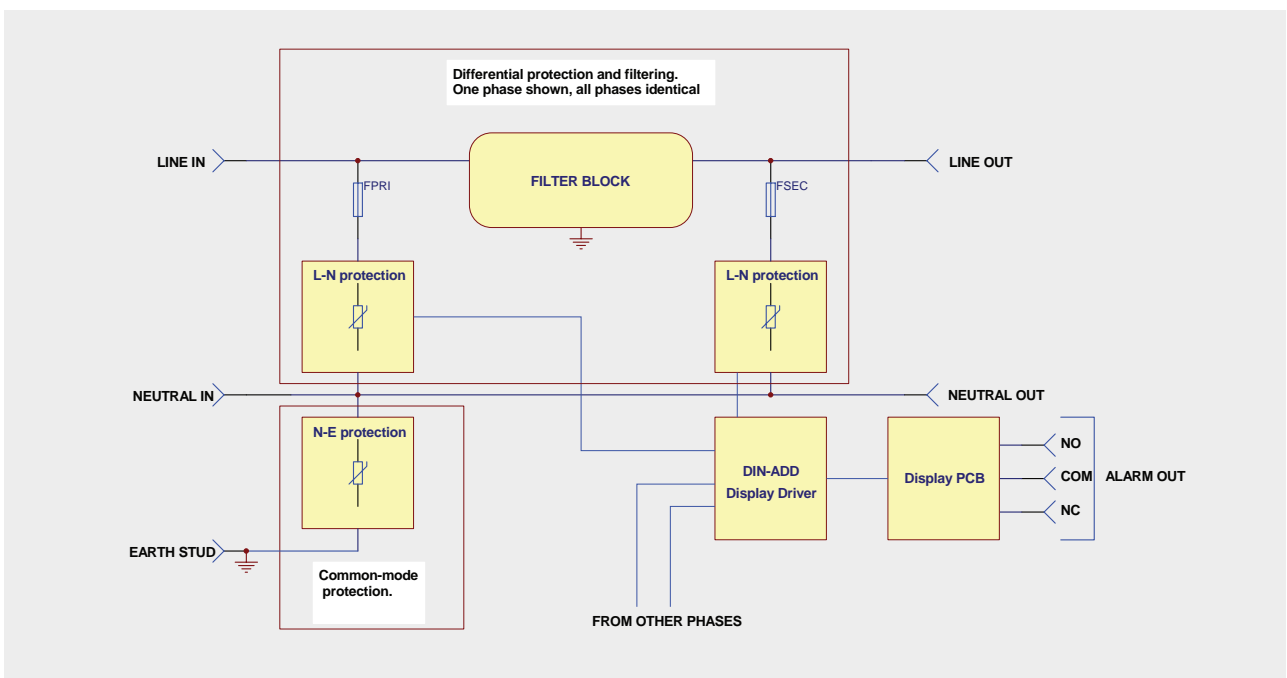 Differential protection and filtering.
One phase shown, all phases identical
LINE IN
FILTER BLOCK
LINE OUT
FPRI
FSEC
L-N protection
L-N protection
NEUTRAL IN
NEUTRAL OUT
N-E protection
DIN-ADD
Display Driver
Display PCB
NO
COM
NC
ALARM OUT
EARTH STUD
Common-mode
protection.
FROM OTHER PHASES